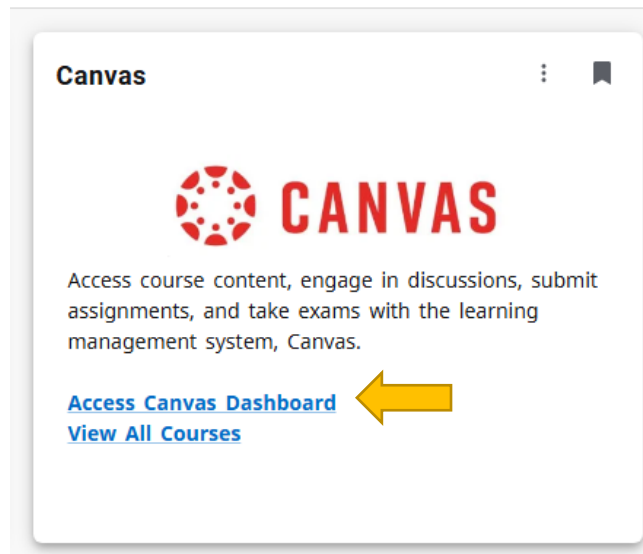 Canvas
CANVAS
Access course content, engage in discussions, submit
assignments, and take exams with the learning
management system, Canvas.
Access Canvas Dashboard
View All Courses